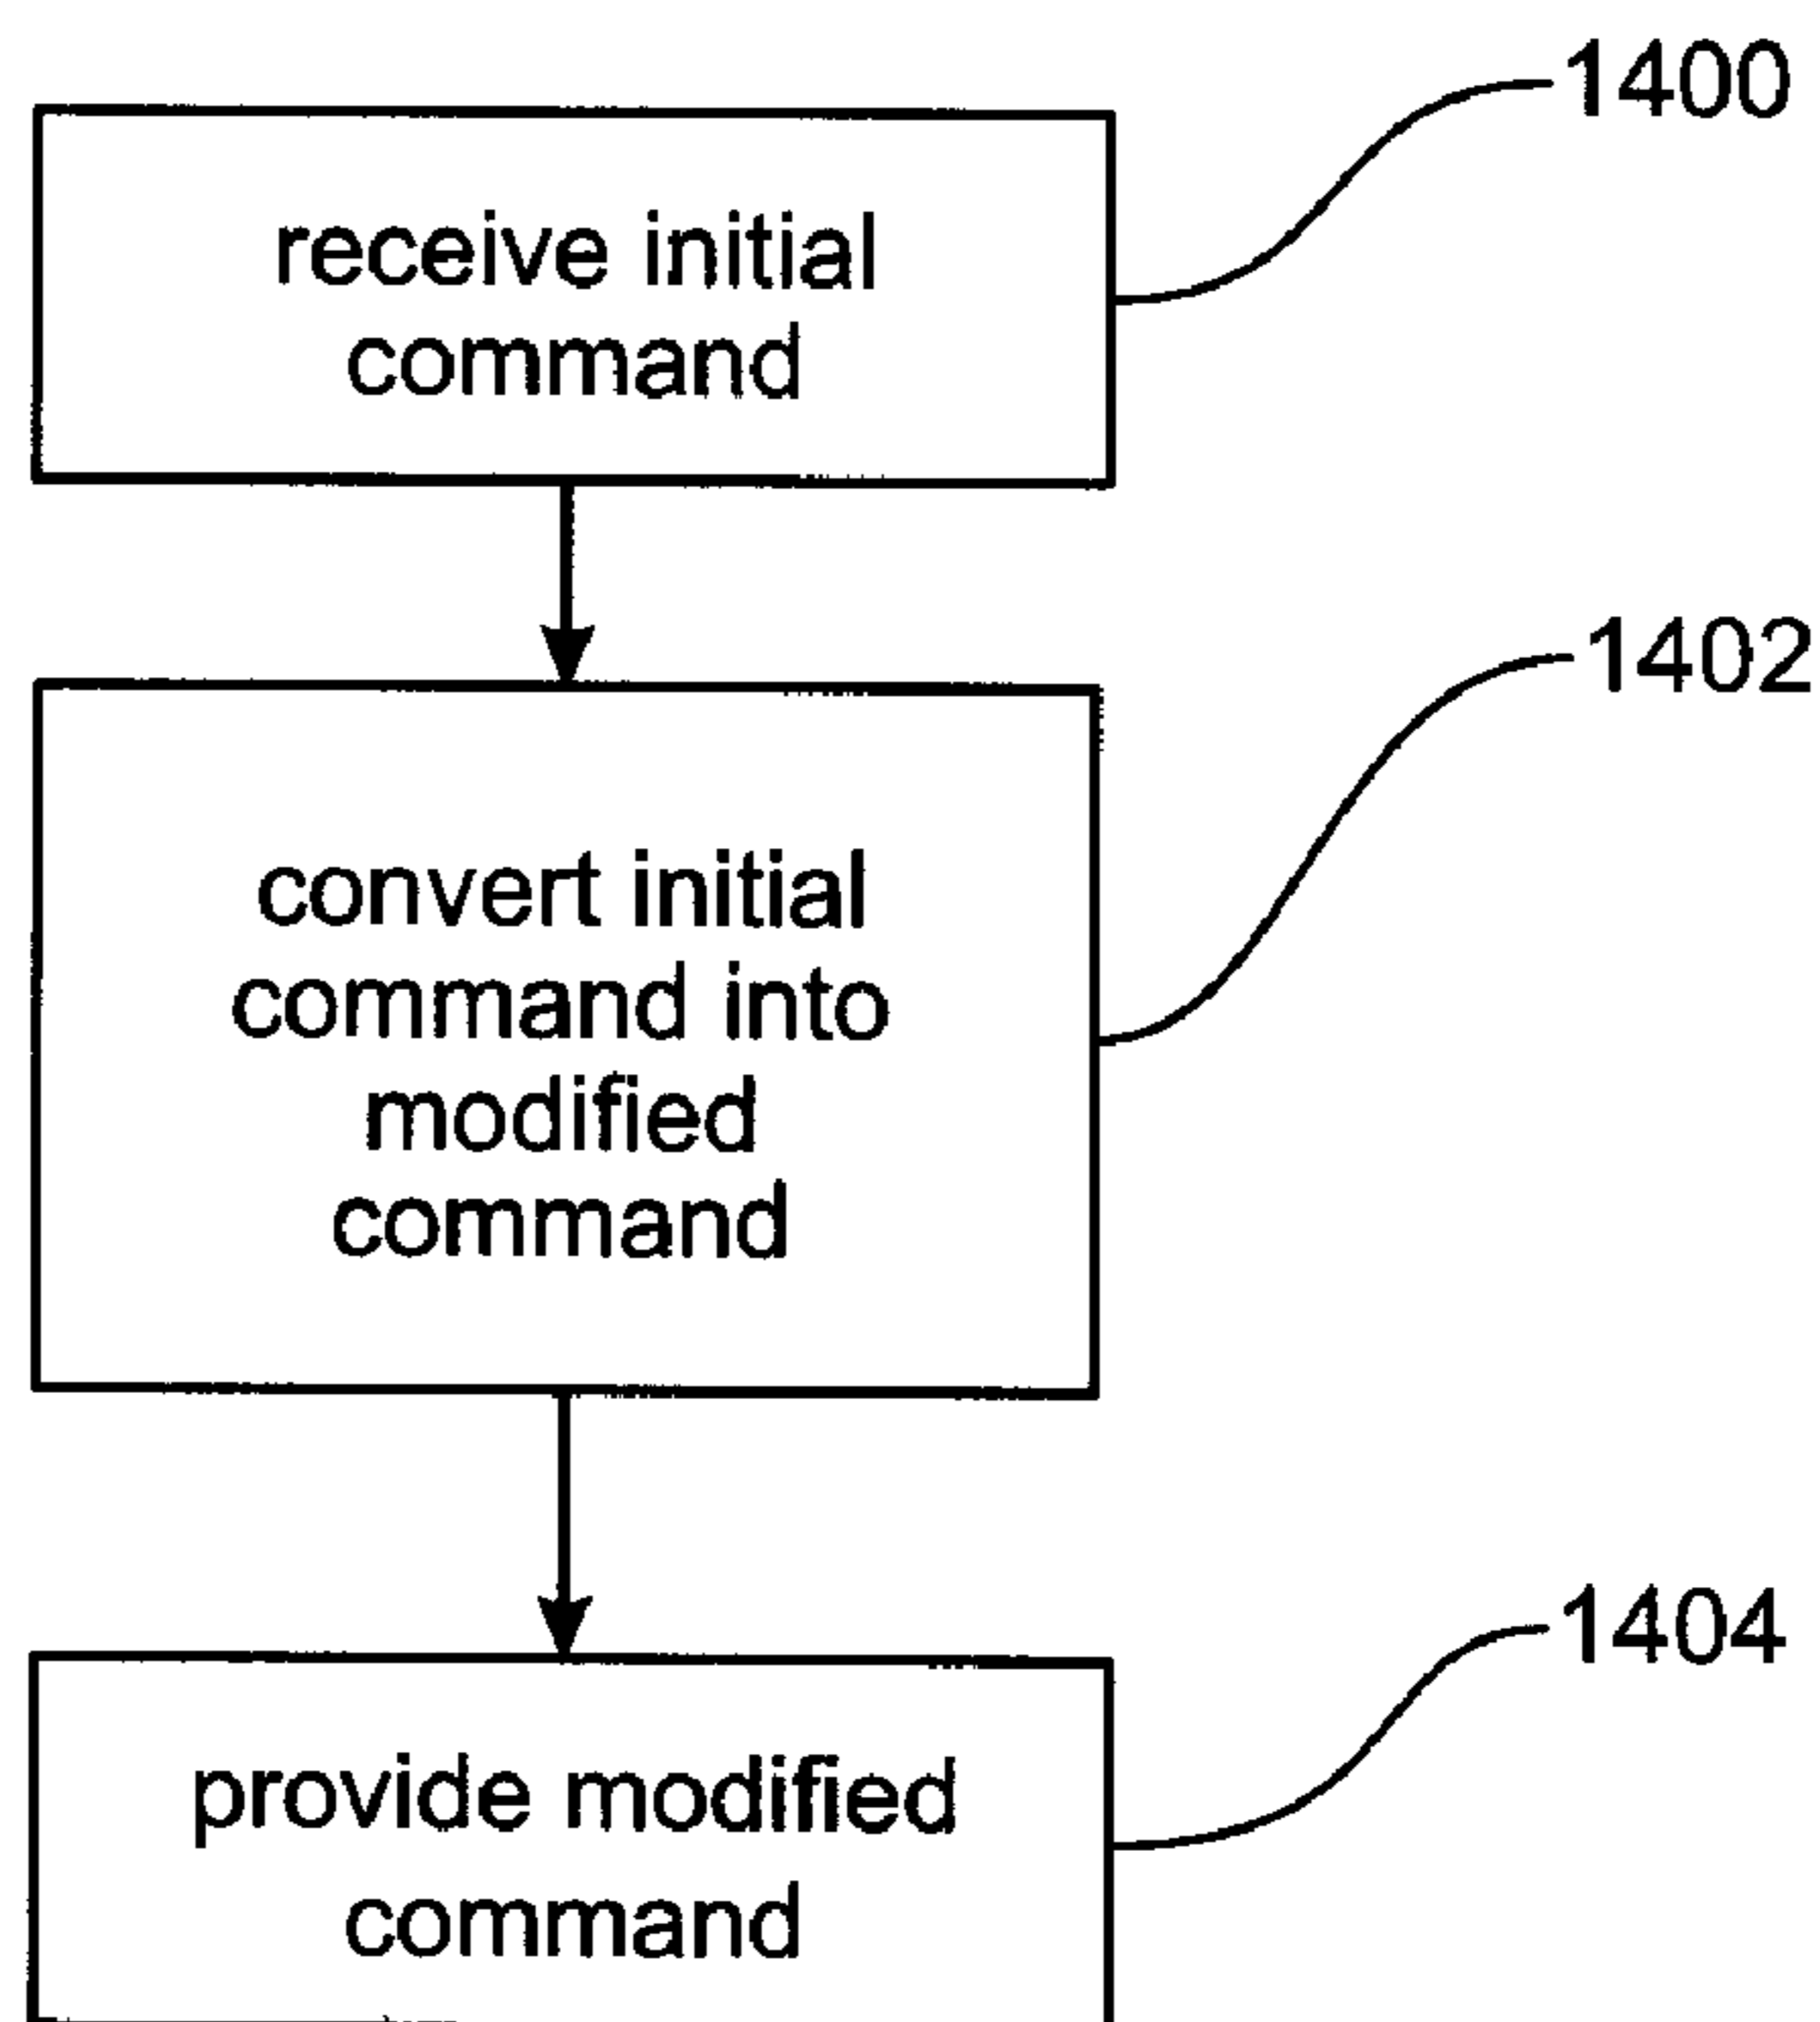 1400
receive initial
command
1402
convert initial
command into
modified
command
1404
provide modified
command